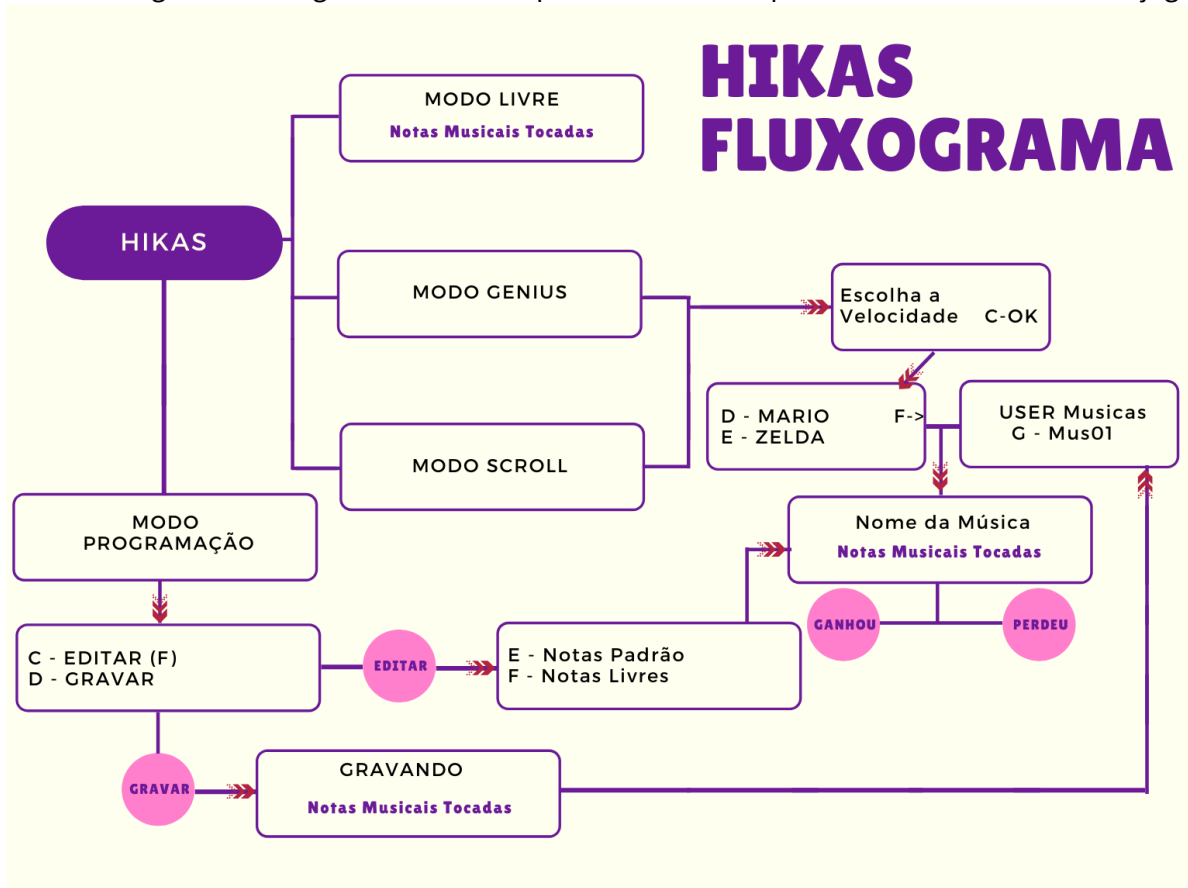 HIKAS
FLUXOGRAMA
MODO LIVRE
Notas Musicais Tocadas
HIKAS
MODO GENIUS
Escolha a
Velocidade C-OK
D - MARIO F->
E - ZELDA
USER Musicas
G - Mus01
MODO SCROLL
MODO
PROGRAMAÇÃO
Nome da Música
Notas Musicais Tocadas
GANHOU
PERDEU
C - EDITAR (F)
D - GRAVAR
EDITAR
E - Notas Padrão
F - Notas Livres
GRAVAR
GRAVANDO
Notas Musicais Tocadas